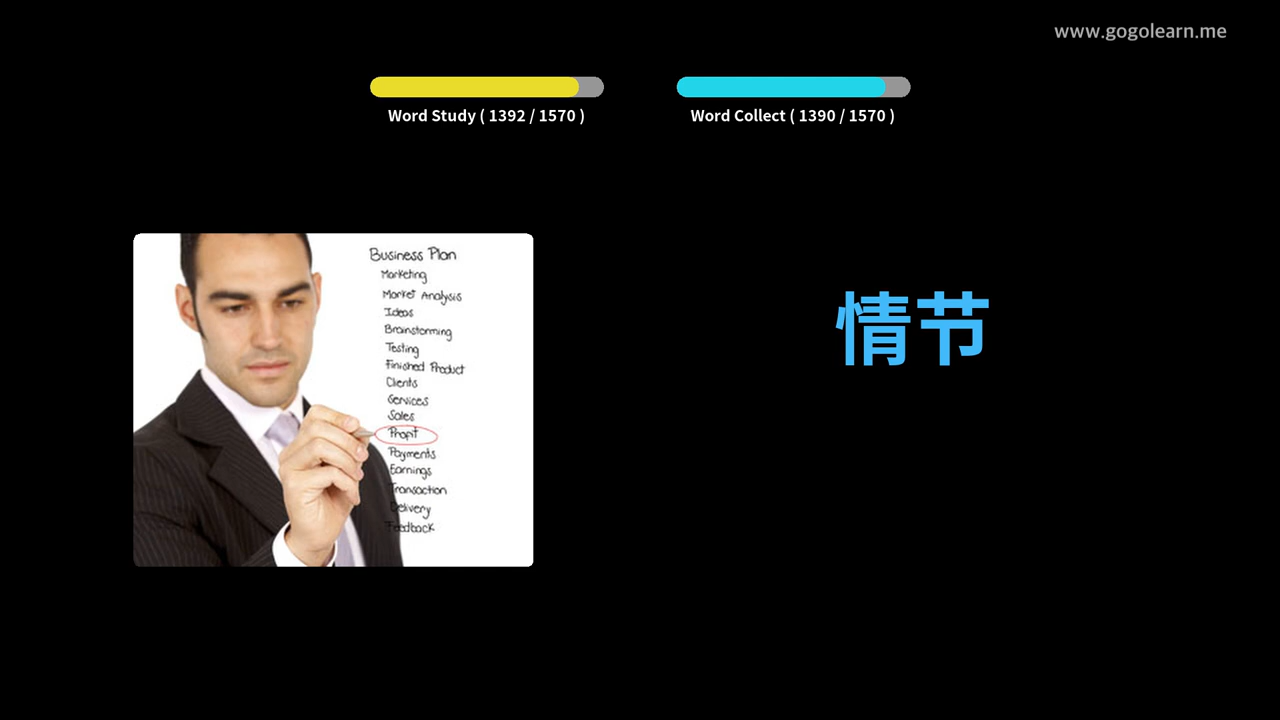 www.gogolearn.me
Word Study ( 1392 / 1570 )
Word Collect ( 1390 / 1570 )
Business Plan
Marketing
Market Analysis
Ideas
Brainstorming
Testing
Finished Product
Clients
Services
Sales
Profit
Payments
Earnings
Transaction
Delivery
Feedback
情节